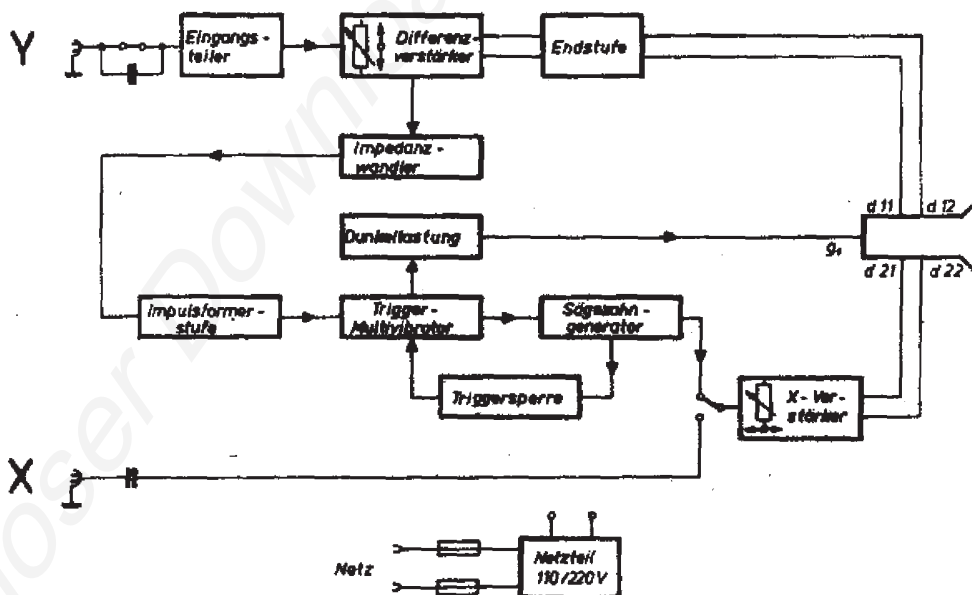 Y
Eingangs-
teiler
Differenz-
verstärker
Endstufe
Impedanz-
wandler
d 11
d 12
Dunkeltastung
g₁
d 21
d 22
Impulsformer-
stufe
Trigger-
Multivibrator
Sägezahn-
generator
Triggersperre
X-Ver-
stärker
X
Netz
Netzteil
110/220V